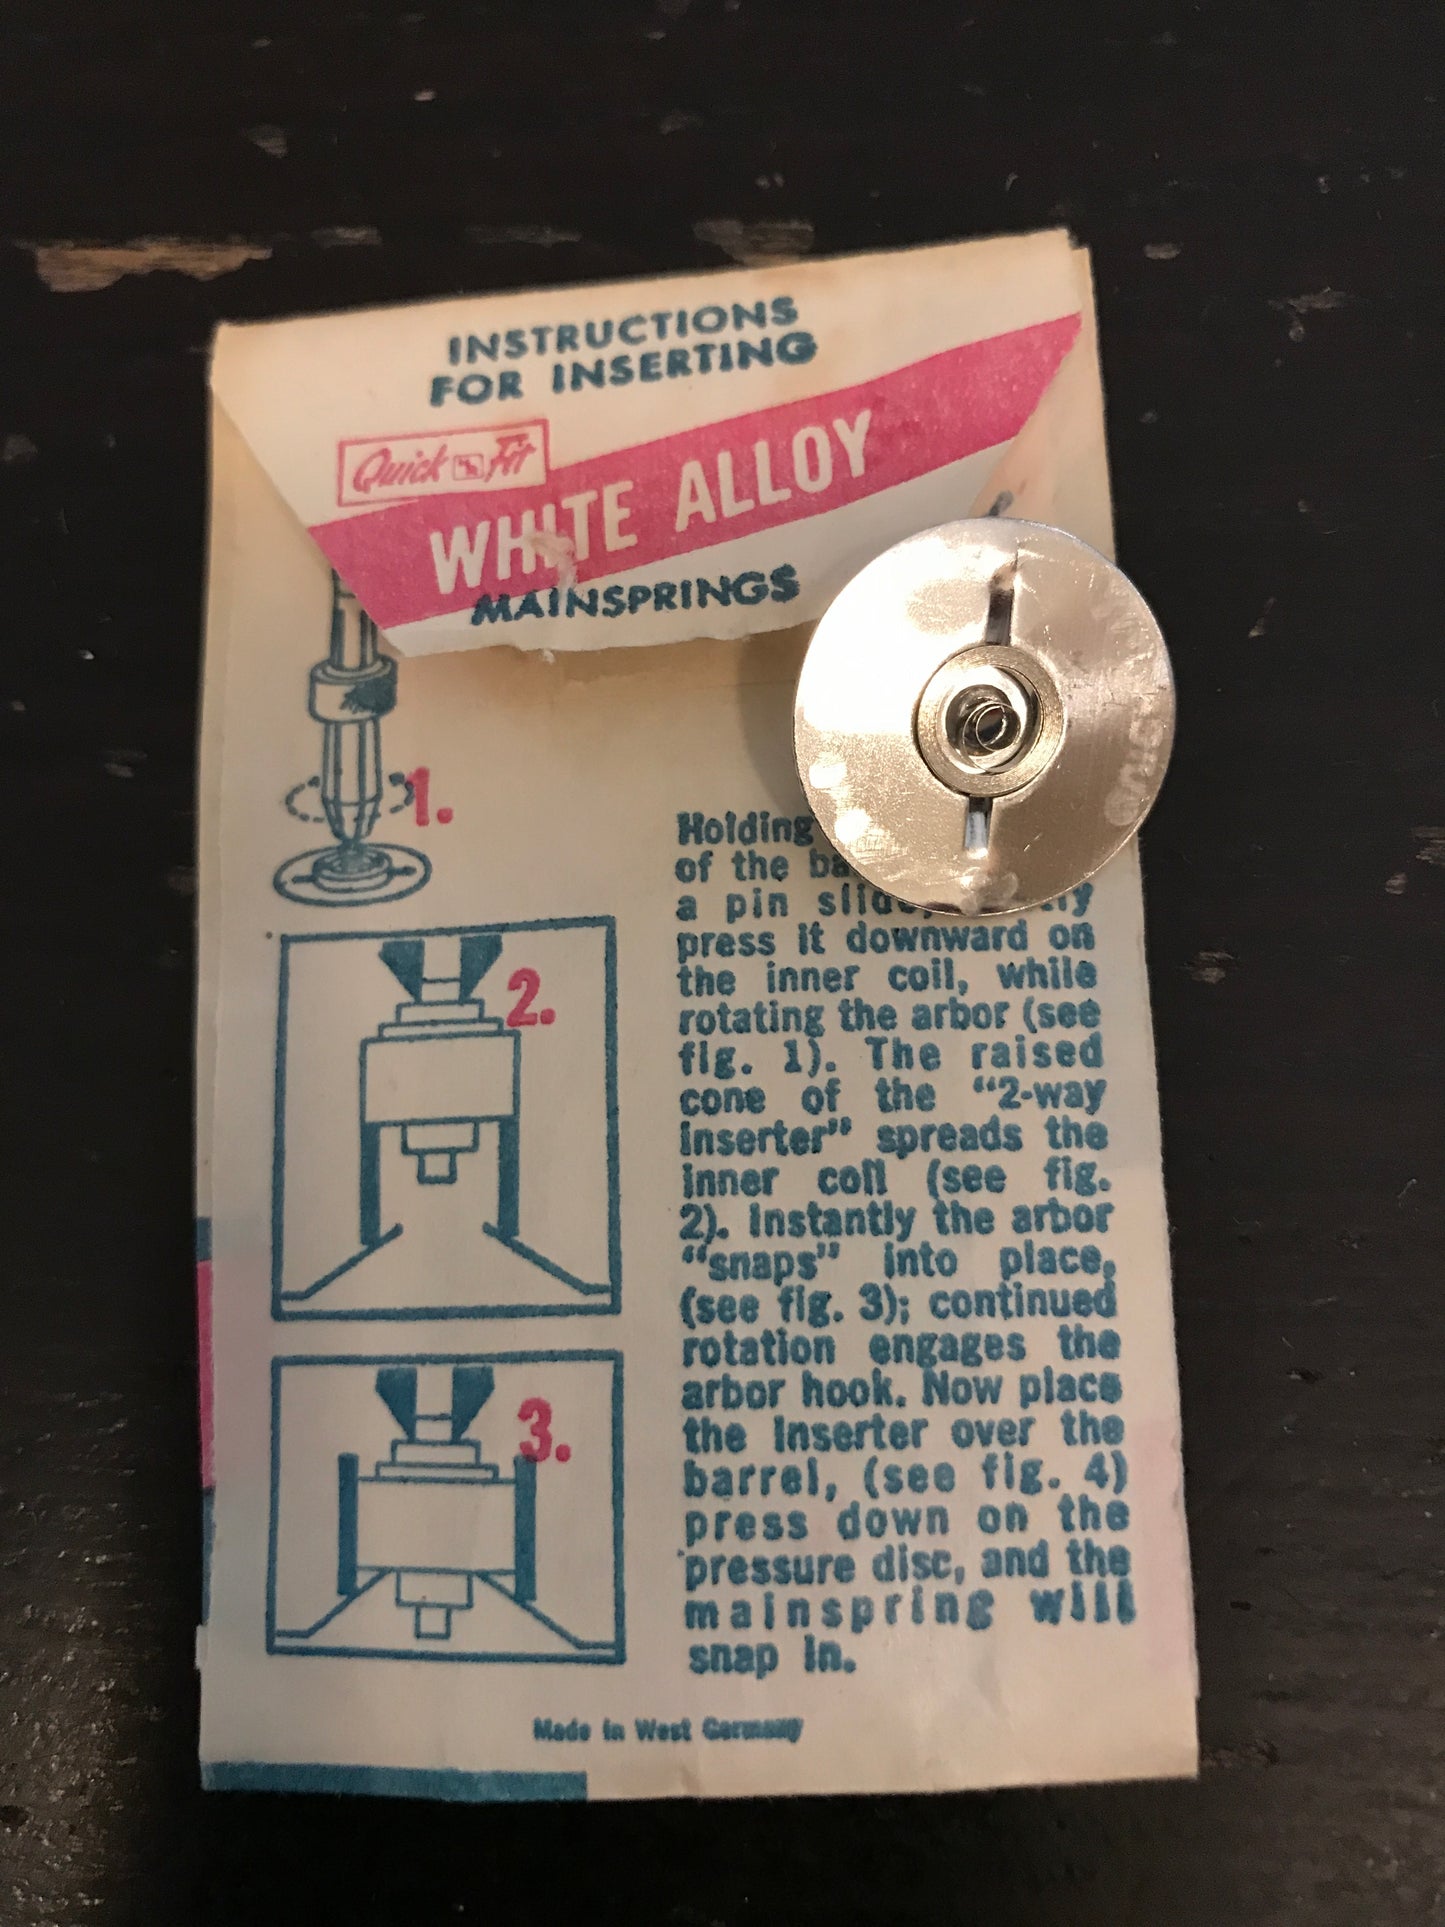 INSTRUCTIONS
FOR INSERTING
Quick Fit
WHITE ALLOY
MAINSPRINGS
1.
2.
3.
Holding
of the
a pin
press it downward on
the inner coil, while
rotating the arbor (see
fig. 1). The raised
cone of the “2-way
inserter” spreads the
inner coil (see fig.
2). Instantly the arbor
“snaps” into place,
(see fig. 3); continued
rotation engages the
arbor hook. Now place
the inserter over the
barrel, (see fig. 4)
press down on the
pressure disc, and the
mainspring will
snap in.
Made in West Germany